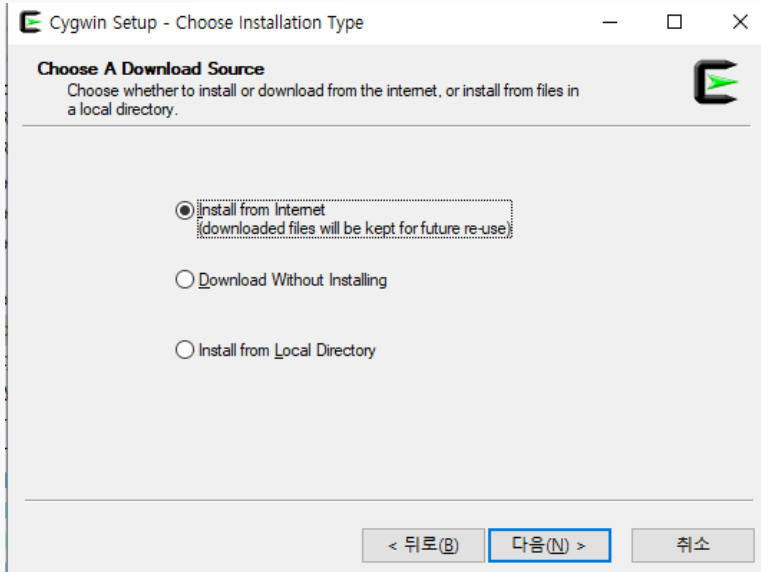 Cygwin Setup - Choose Installation Type
Choose A Download Source
Choose whether to install or download from the internet, or install from files in
a local directory.
Install from Internet
(downloaded files will be kept for future re-use)
Download Without Installing
Install from Local Directory
< 뒤로(B) 다음(N) > 취소